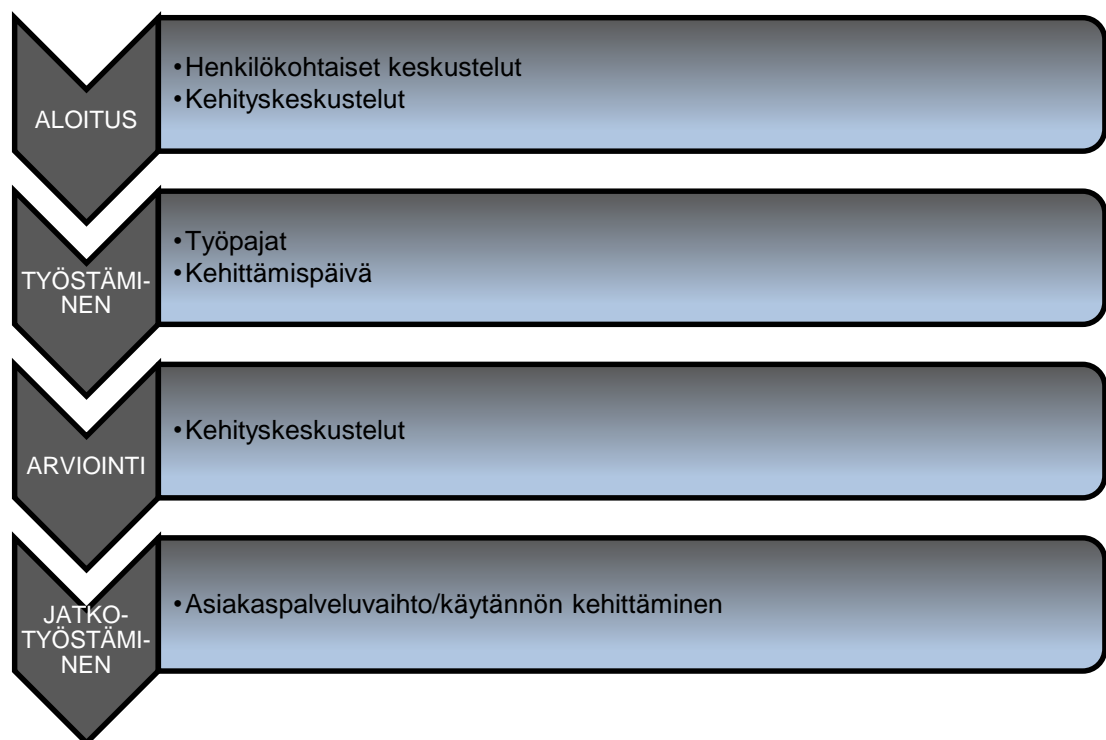 ALOITUS
•Henkilökohtaiset keskustelut
•Kehityskeskustelut
TYÖSTÄMI-
NEN
•Työpajat
•Kehittämispäivä
ARVIOINTI
•Kehityskeskustelut
JATKO-
TYÖSTÄMI-
NEN
•Asiakaspalveluvaihto/käytännön kehittäminen